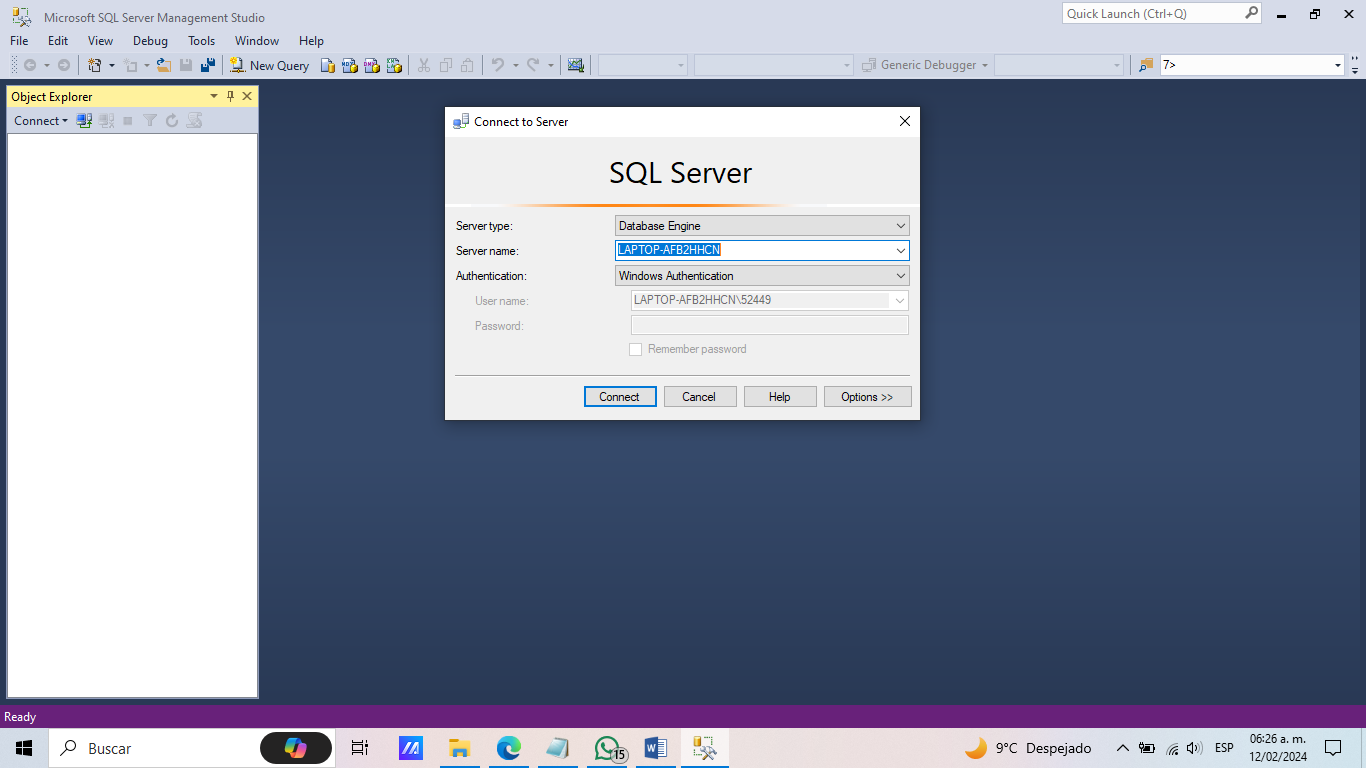 Microsoft SQL Server Management Studio
Quick Launch (Ctrl+Q)
File Edit View Debug Tools Window Help
New Query
MDX
DMX
XMLA
Generic Debugger
7>
Object Explorer
Connect
Connect to Server
SQL Server
Server type: Database Engine
Server name: LAPTOP-AFB2HHCN
Authentication: Windows Authentication
User name: LAPTOP-AFB2HHCN\52449
Password:
Remember password
Connect Cancel Help Options >>
Ready
Buscar
15
9°C Despejado
ESP
06:26 a. m.
12/02/2024